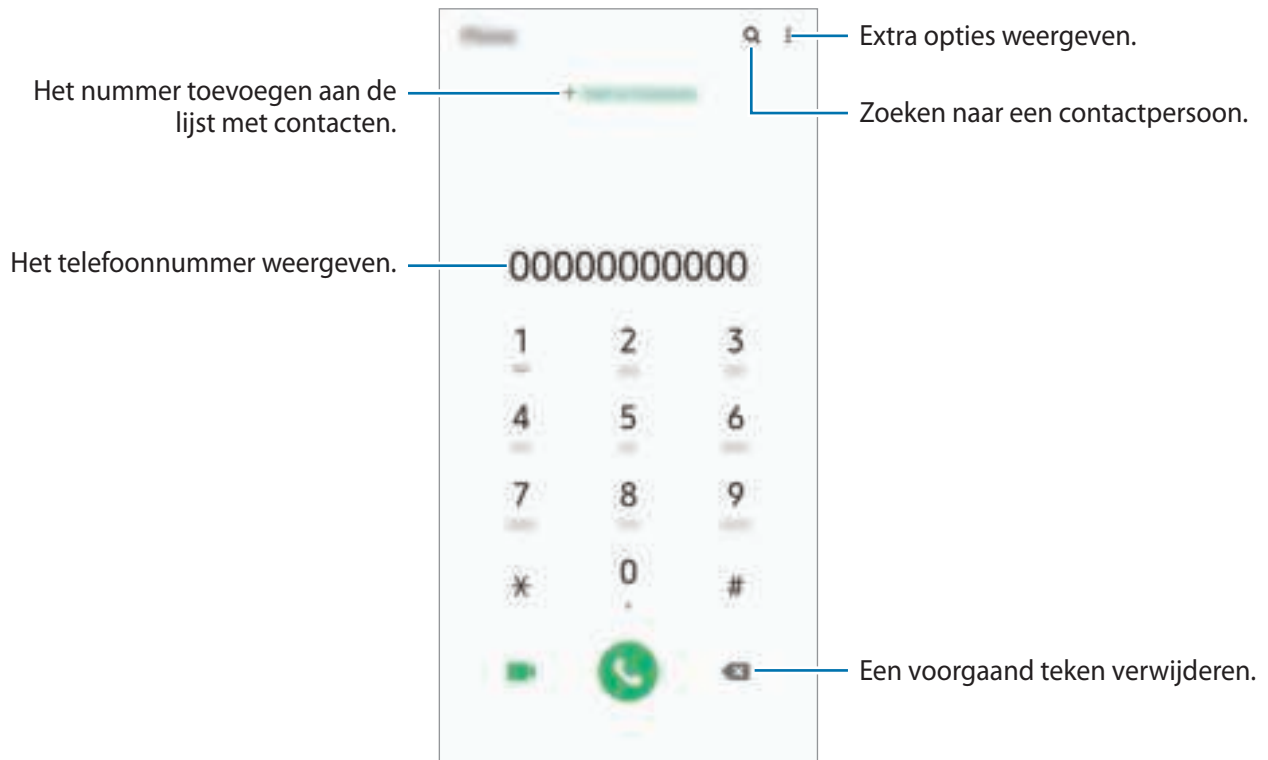 Extra opties weergeven.
Het nummer toevoegen aan de
lijst met contacten.
Zoeken naar een contactpersoon.
Het telefoonnummer weergeven.
00000000000
1 2 3
4 5 6
7 8 9
* 0 #
Een voorgaand teken verwijderen.